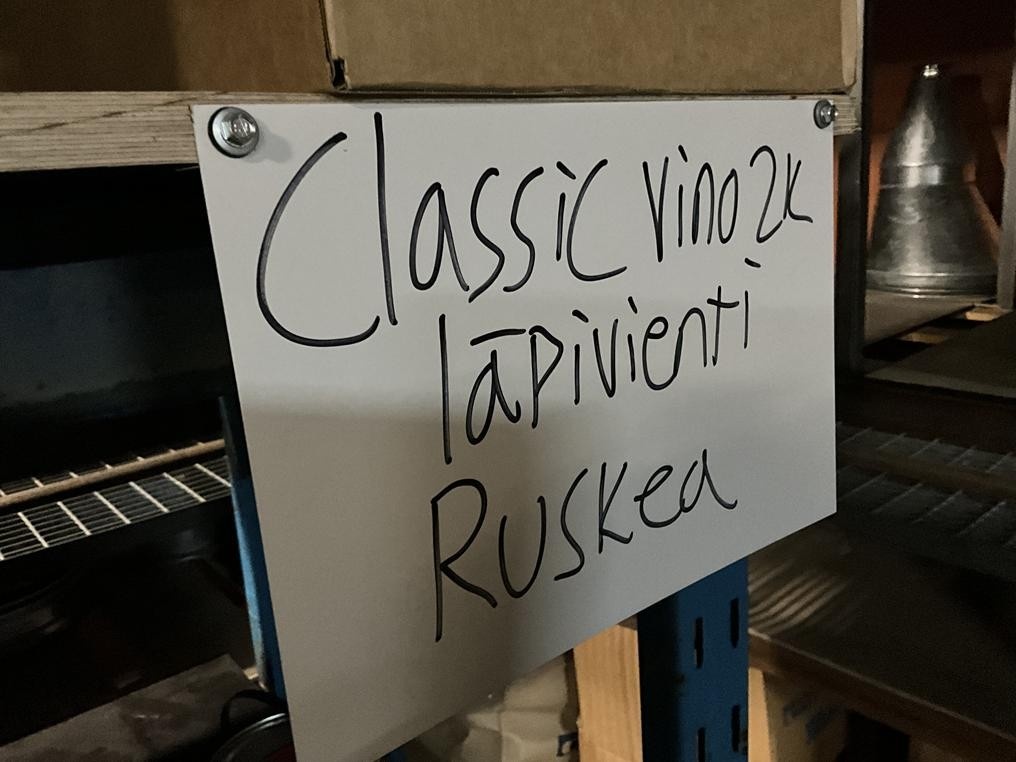 Classic vino 2k
läpivienti
Ruskea